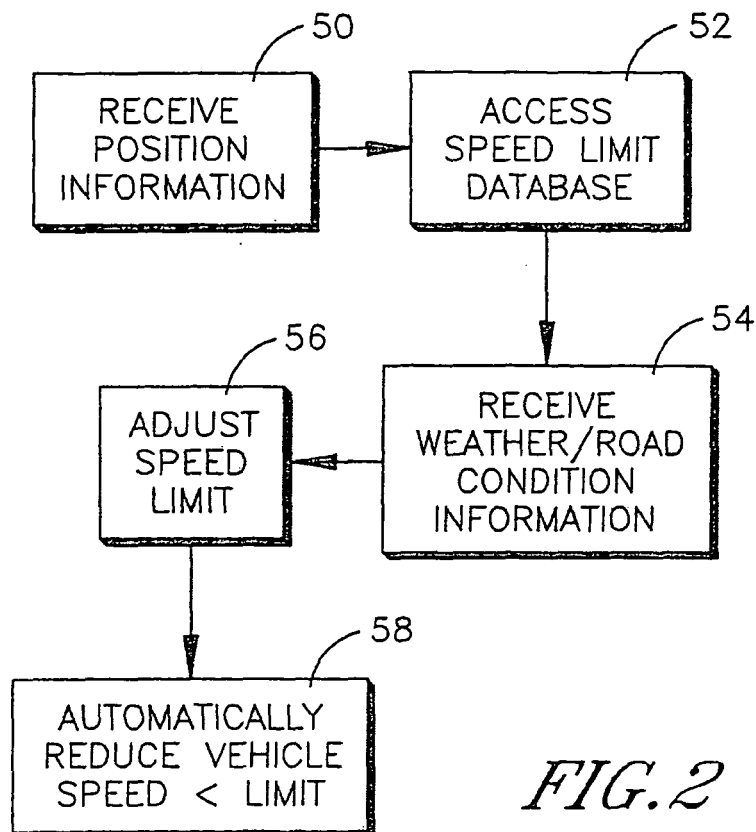 50
RECEIVE
POSITION
INFORMATION
52
ACCESS
SPEED LIMIT
DATABASE
54
RECEIVE
WEATHER/ROAD
CONDITION
INFORMATION
56
ADJUST
SPEED
LIMIT
58
AUTOMATICALLY
REDUCE VEHICLE
SPEED < LIMIT
FIG.2